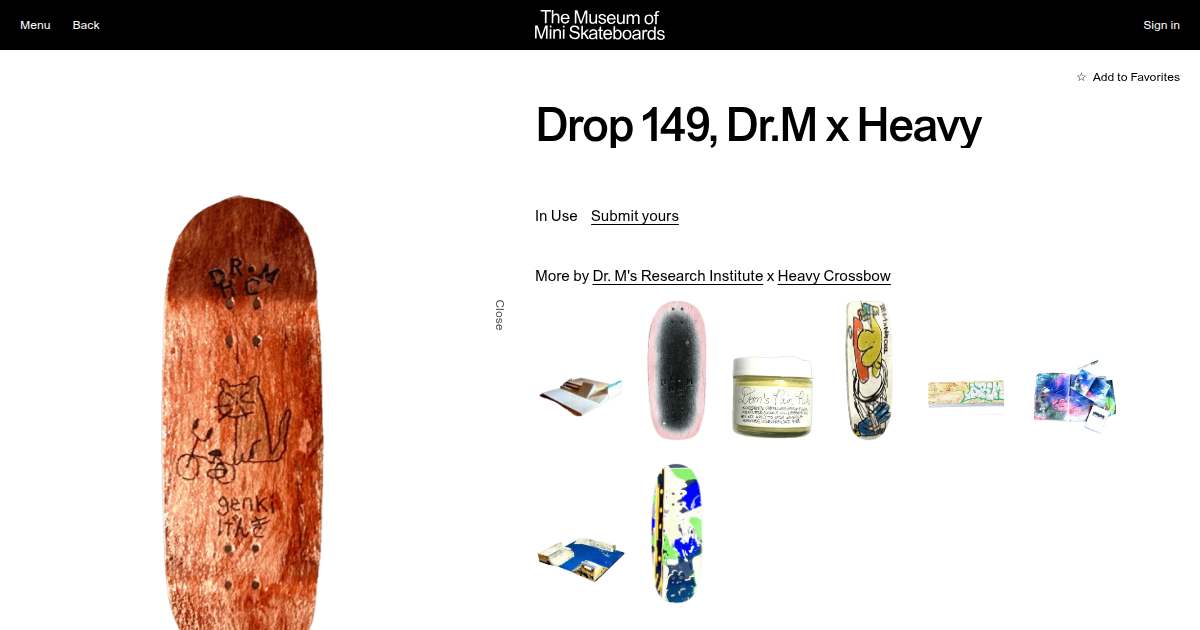 Menu
Back
The Museum of
Mini Skateboards
Sign in
☆ Add to Favorites
Drop 149, Dr.M x Heavy
In Use Submit yours
More by Dr. M's Research Institute x Heavy Crossbow
Close
DR.M
HC
genki
げんき